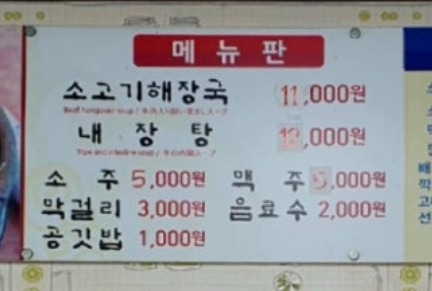 메뉴판
소고기해장국 11,000원
내장탕 12,000원
소주 5,000원 맥주 5,000원
막걸리 3,000원 음료수 2,000원
공깃밥 1,000원